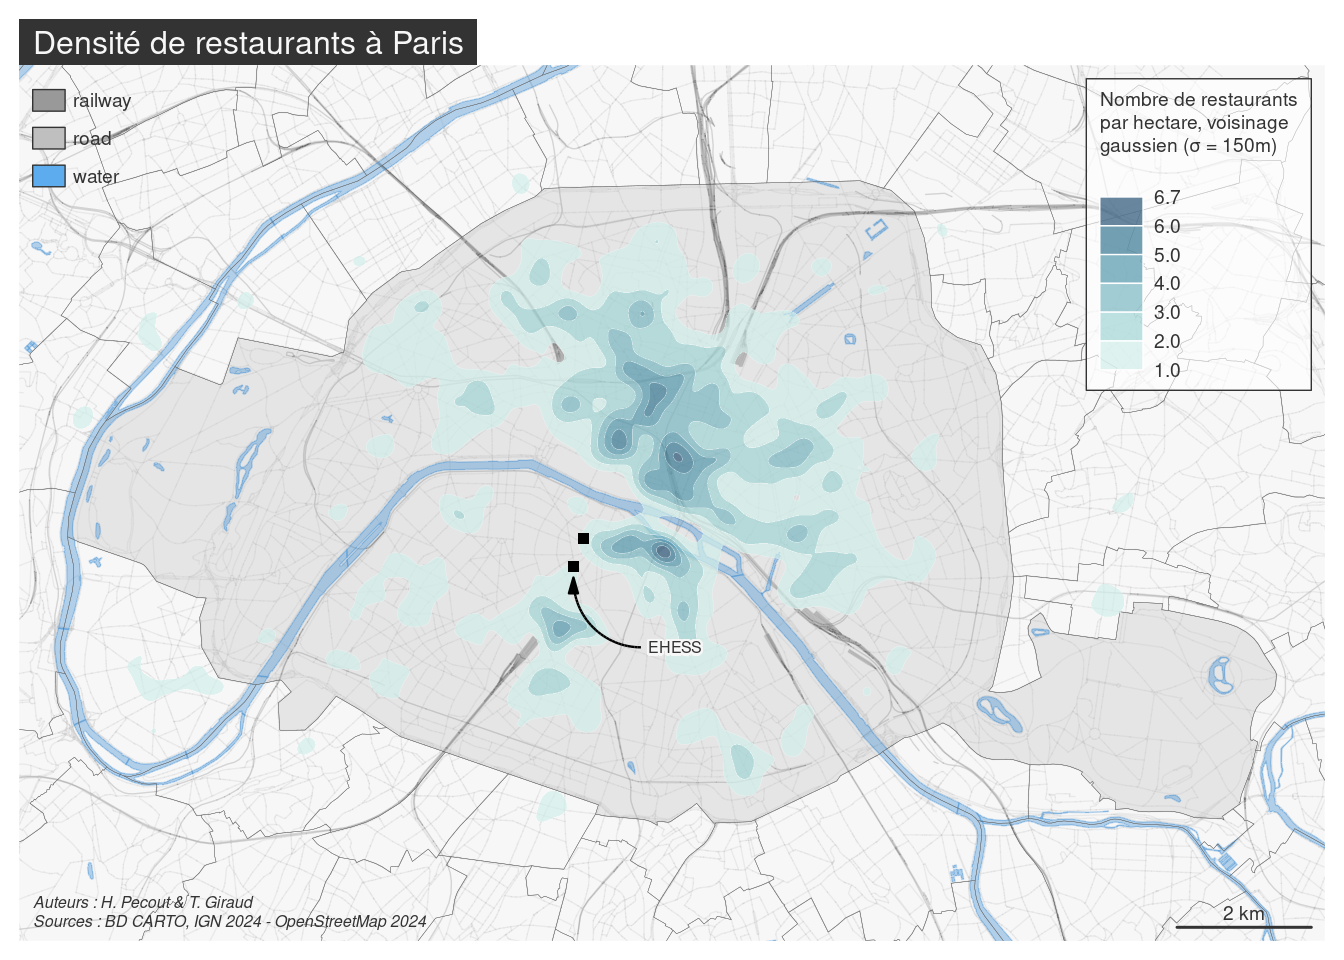 Densité de restaurants à Paris
railway
road
water
Nombre de restaurants
par hectare, voisinage
gaussien (σ = 150m)
6.7
6.0
5.0
4.0
3.0
2.0
1.0
EHESS
Auteurs : H. Pecout & T. Giraud
Sources : BD CARTO, IGN 2024 - OpenStreetMap 2024
2 km